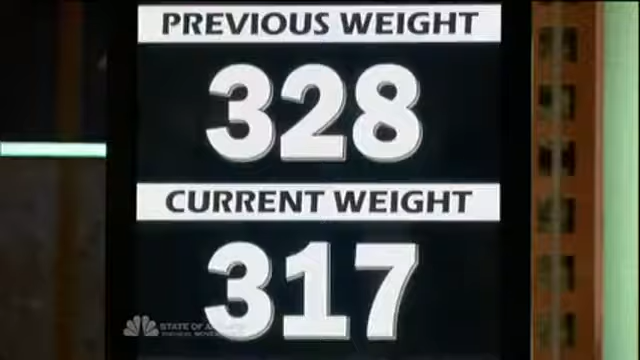 PREVIOUS WEIGHT
328
CURRENT WEIGHT
317
STATE OF